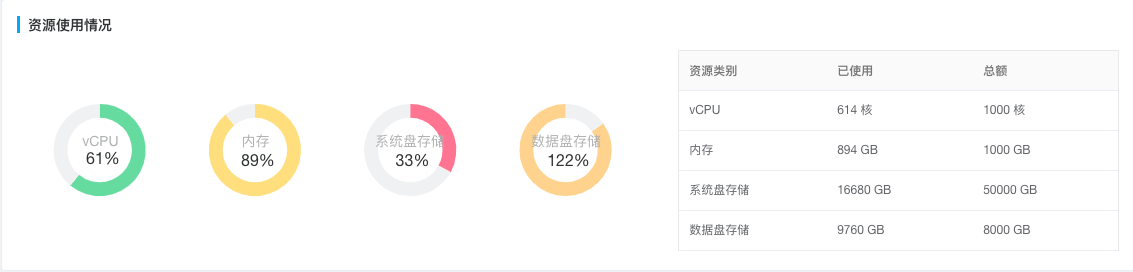 资源使用情况
vCPU
61%
内存
89%
系统盘存储
33%
数据盘存储
122%
资源类别 已使用 总额
vCPU 614 核 1000 核
内存 894 GB 1000 GB
系统盘存储 16680 GB 50000 GB
数据盘存储 9760 GB 8000 GB